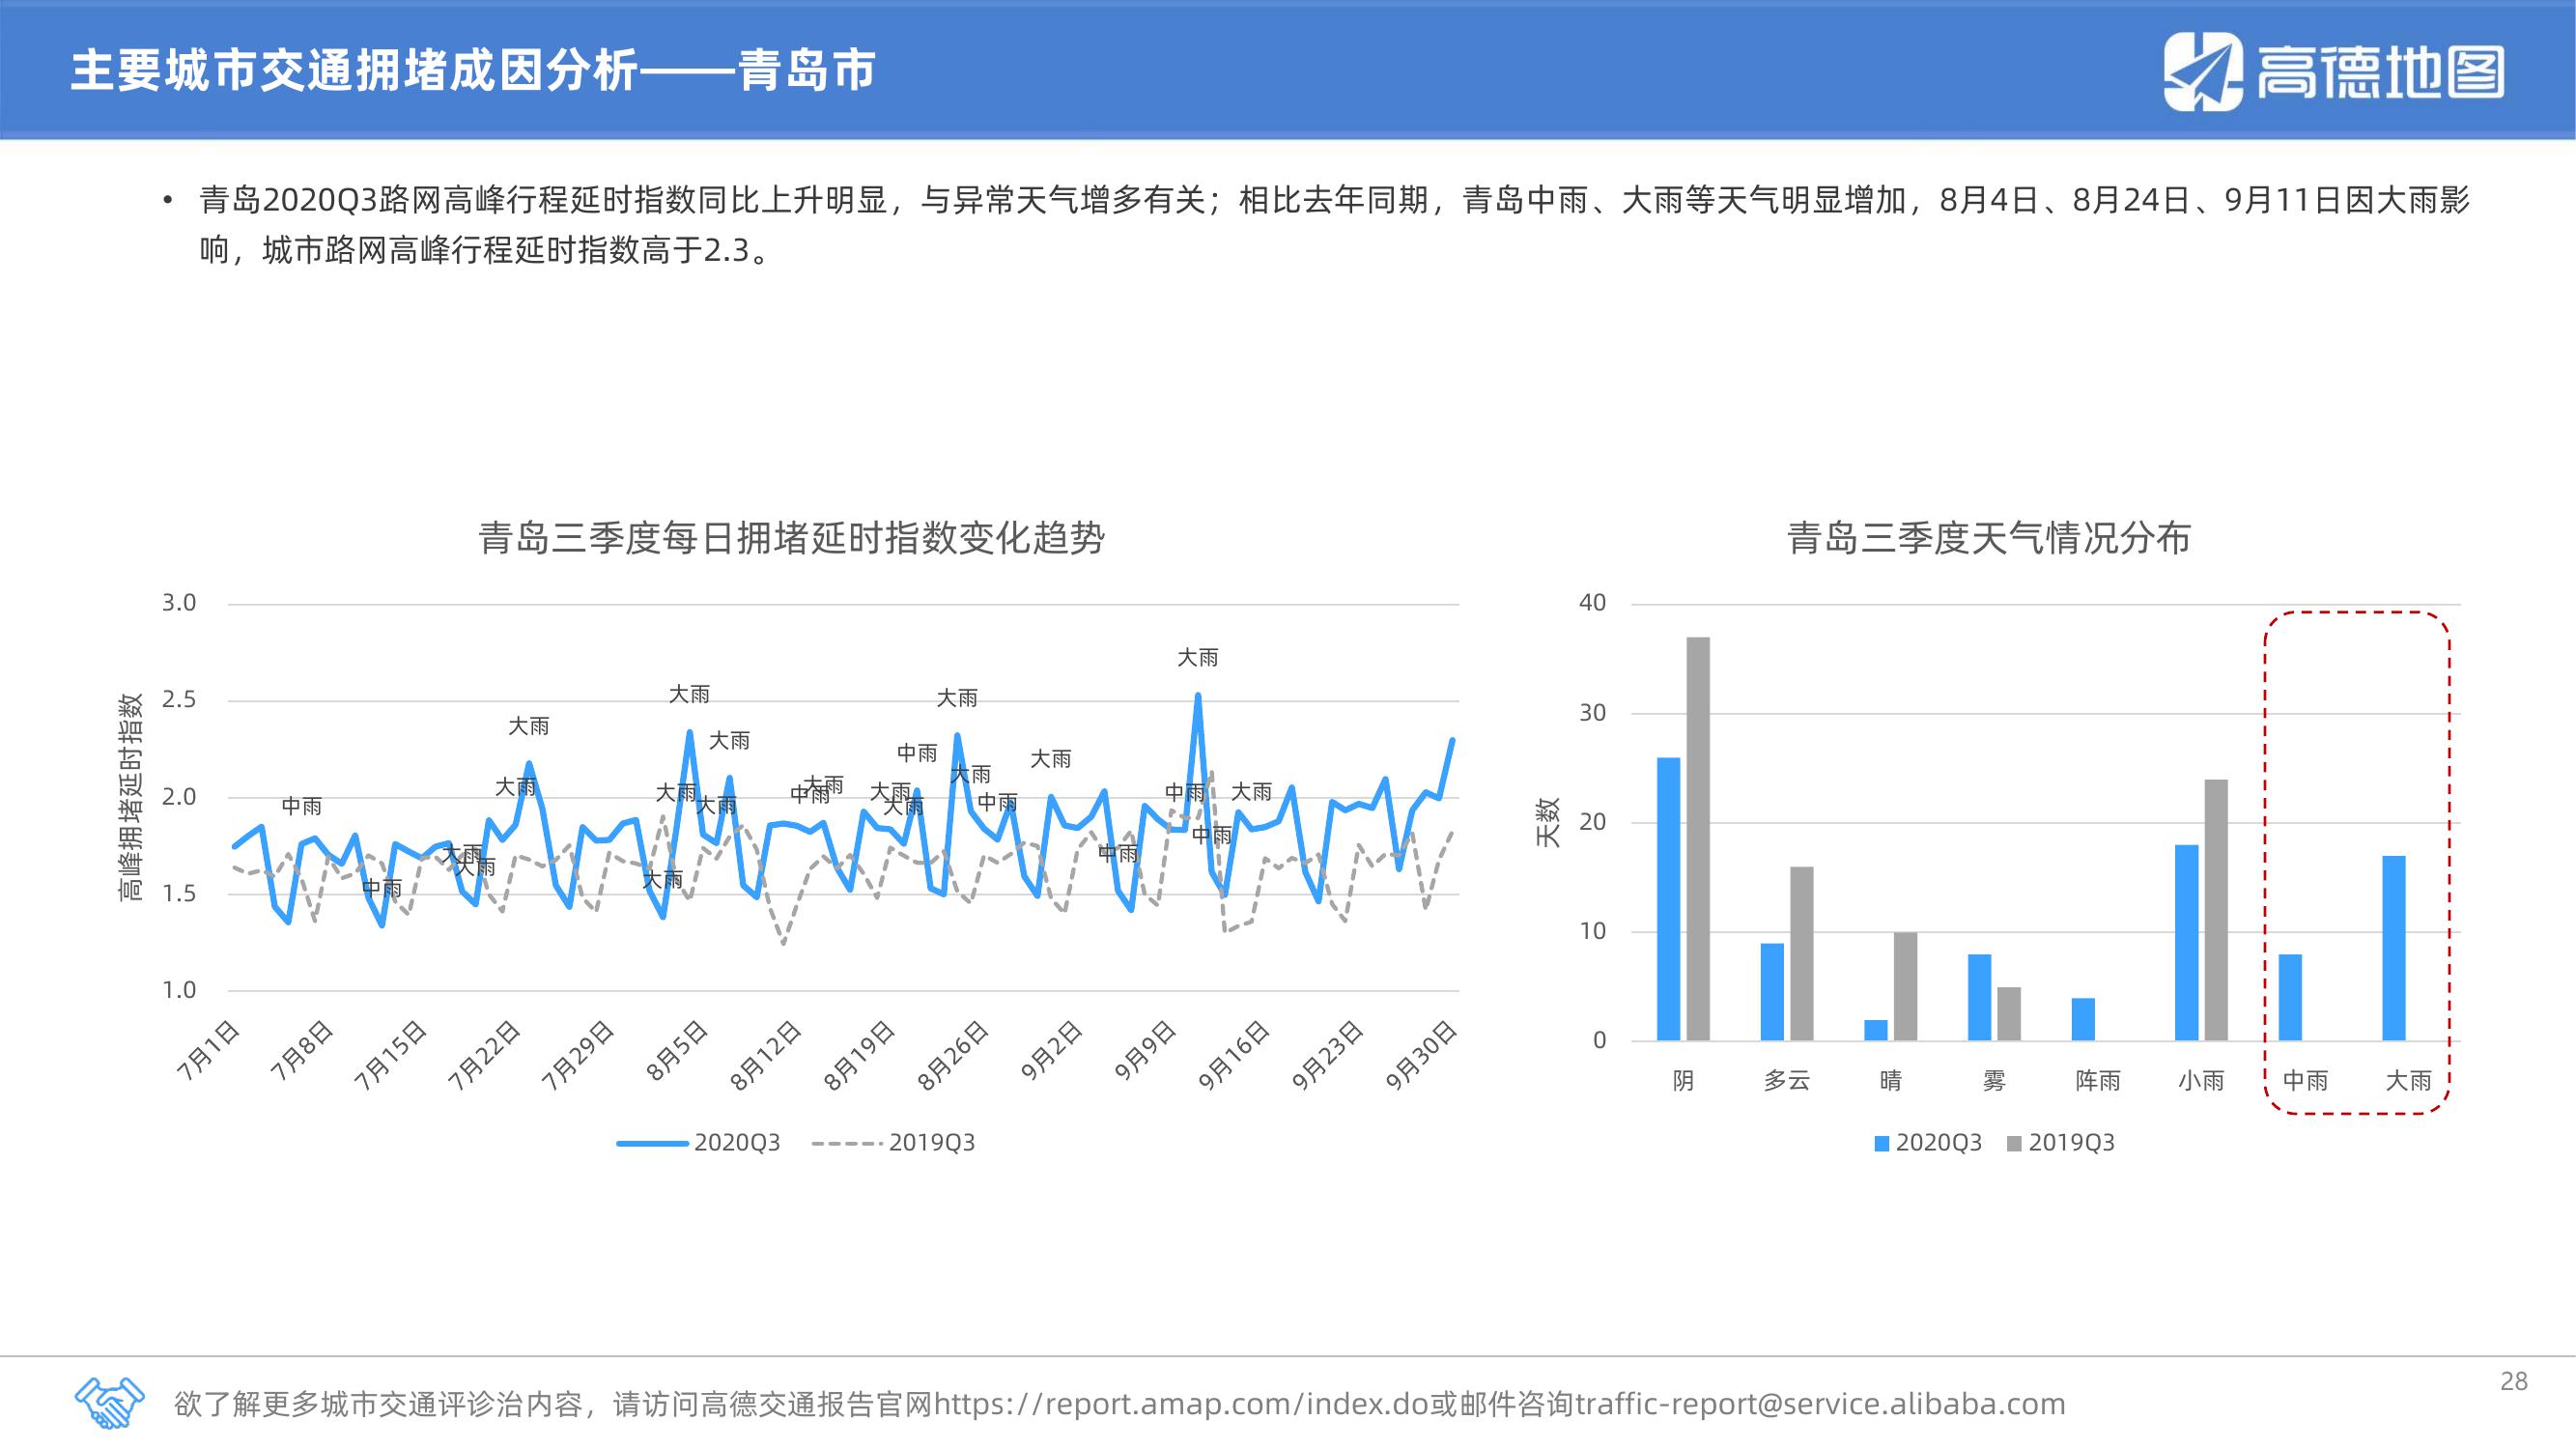 主要城市交通拥堵成因分析——青岛市
高德地图
• 青岛2020Q3路网高峰行程延时指数同比上升明显，与异常天气增多有关；相比去年同期，青岛中雨、大雨等天气明显增加，8月4日、8月24日、9月11日因大雨影
响，城市路网高峰行程延时指数高于2.3。
青岛三季度每日拥堵延时指数变化趋势
高峰拥堵延时指数
3.0
2.5
2.0
1.5
1.0
中雨
中雨
大雨
大雨
大雨
大雨
大雨
大雨
大雨
大雨
大雨
中雨
大雨
大雨
大雨
中雨
大雨
大雨
中雨
大雨
中雨
中雨
大雨
中雨
大雨
7月1日
7月8日
7月15日
7月22日
7月29日
8月5日
8月12日
8月19日
8月26日
9月2日
9月9日
9月16日
9月23日
9月30日
2020Q3 2019Q3
青岛三季度天气情况分布
天数
40
30
20
10
0
阴 多云 晴 雾 阵雨 小雨 中雨 大雨
2020Q3 2019Q3
欲了解更多城市交通评诊治内容，请访问高德交通报告官网https://report.amap.com/index.do或邮件咨询traffic-report@service.alibaba.com
28